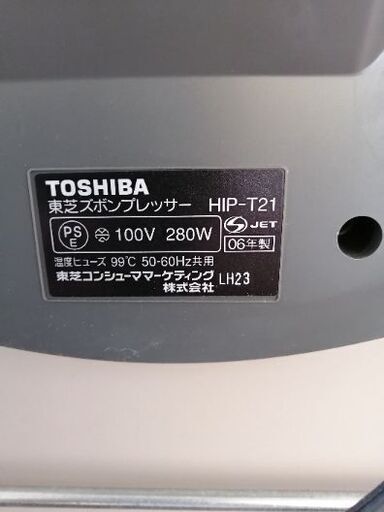 TOSHIBA
東芝ズボンプレッサー HIP-T21
PS E 100V 280W S JET
06年製
温度ヒューズ 99℃ 50-60Hz共用
東芝コンシューママーケティング
株式会社 LH23